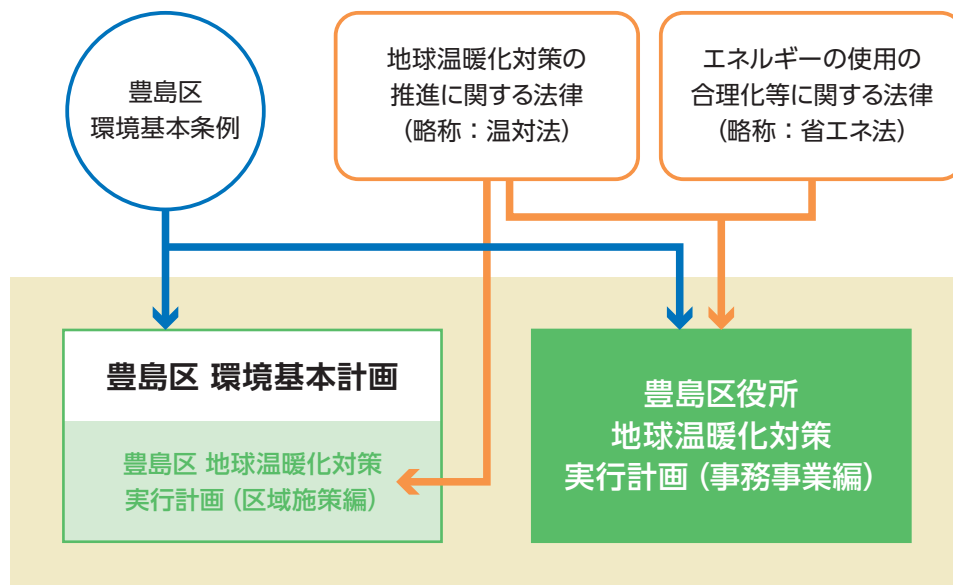 豊島区
環境基本条例
地球温暖化対策の
推進に関する法律
(略称：温対法)
エネルギーの使用の
合理化等に関する法律
(略称：省エネ法)
豊島区 環境基本計画
豊島区 地球温暖化対策
実行計画 (区域施策編)
豊島区役所
地球温暖化対策
実行計画 (事務事業編)